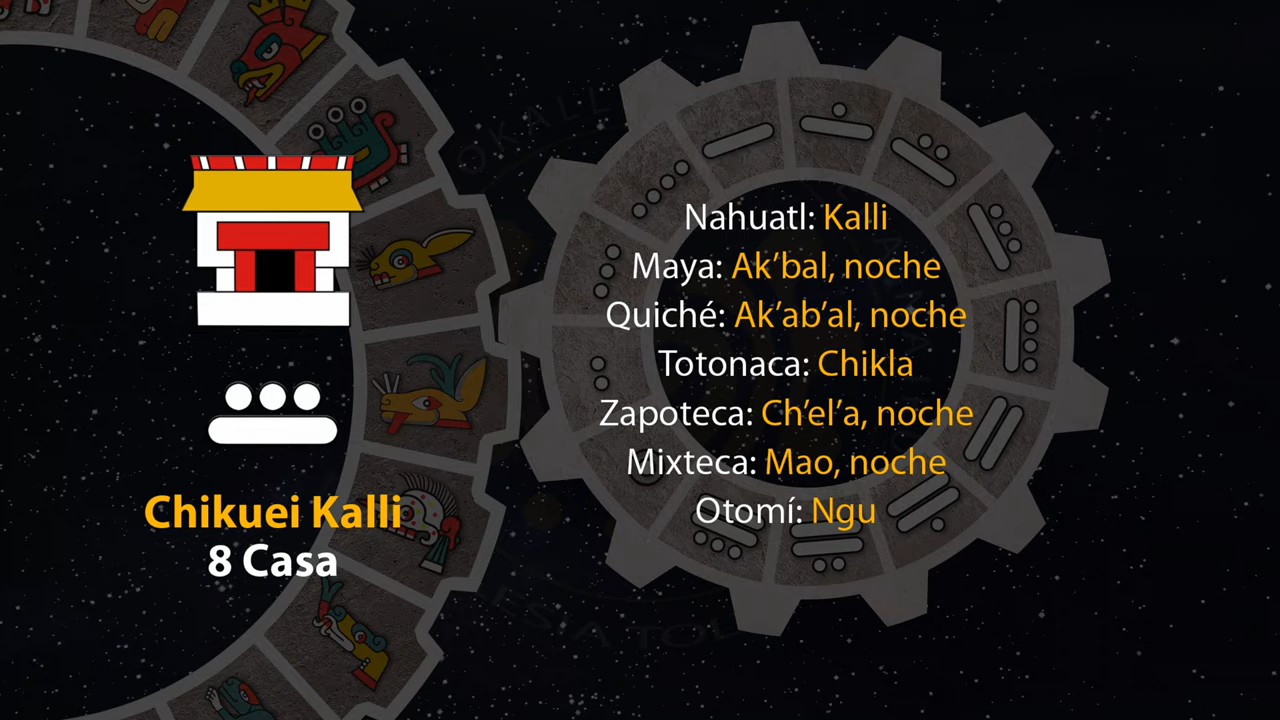 Chikuei Kalli
8 Casa
Nahuatl: Kalli
Maya: Ak’bal, noche
Quiché: Ak’ab’al, noche
Totonaca: Chikla
Zapoteca: Ch’el’a, noche
Mixteca: Mao, noche
Otomí: Ngu